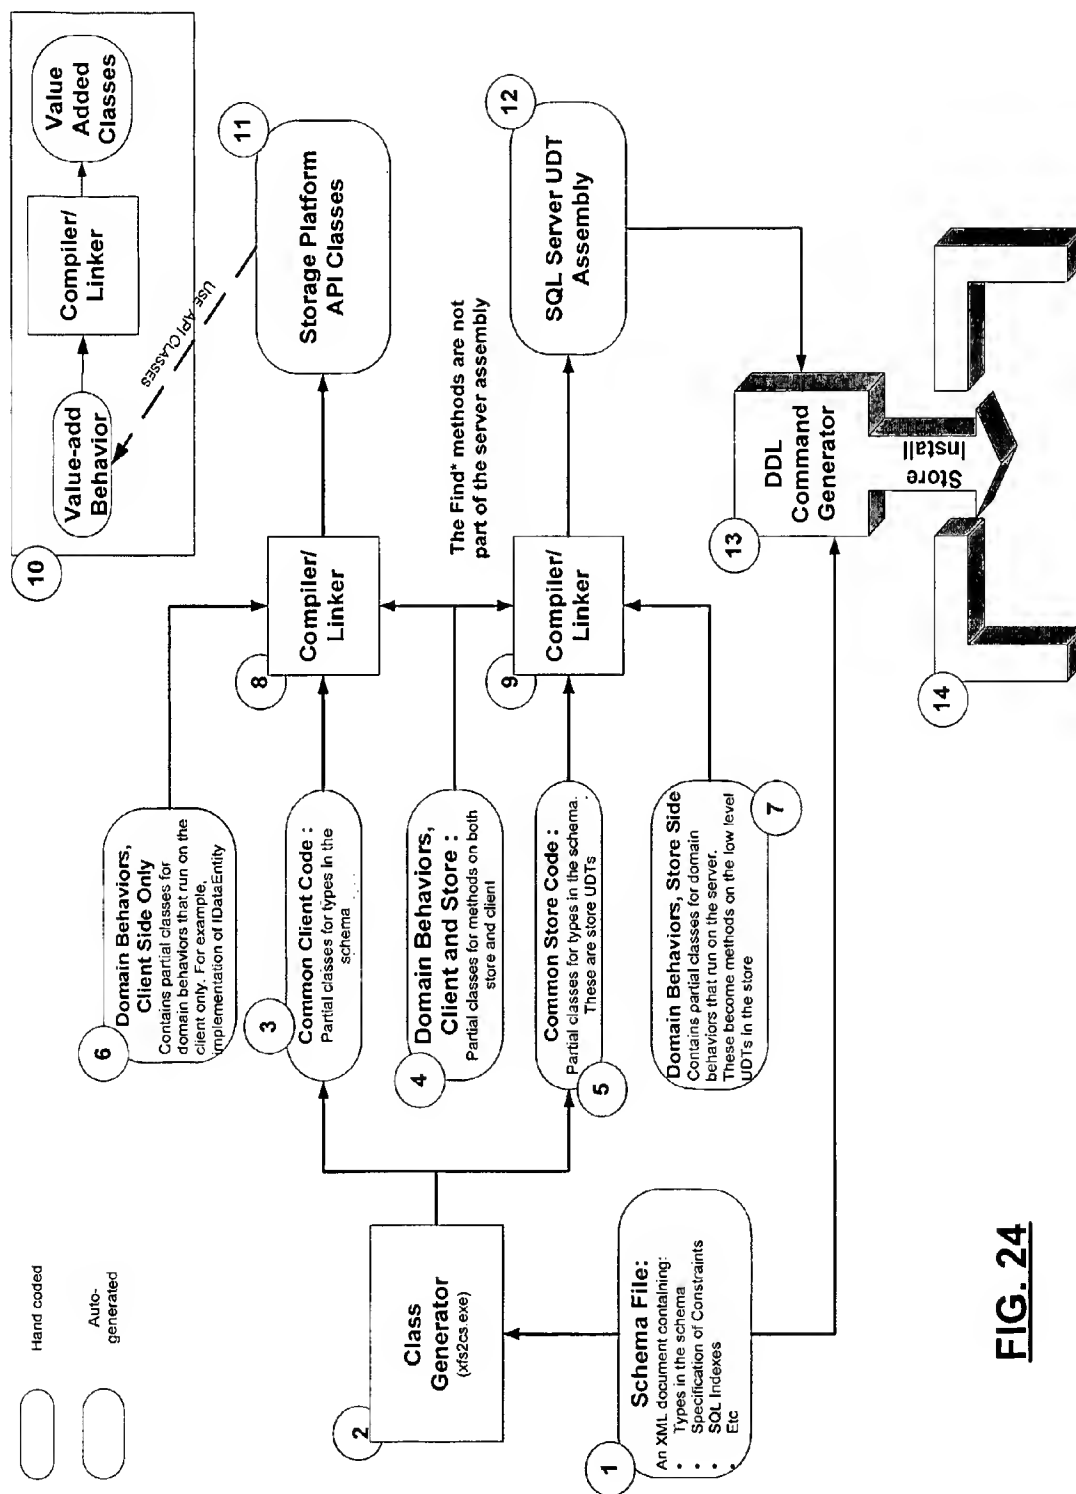 Hand coded
Auto-
generated
1
Schema File:
An XML document containing:
• Types in the schema
• Specification of Constraints
• SQL Indexes
• Etc
2
Class
Generator
(xfs2cs.exe)
6
Domain Behaviors,
Client Side Only
Contains partial classes for
domain behaviors that run on the
client only. For example,
implementation of IDataEntity
3
Common Client Code :
Partial classes for types in the
schema
4
Domain Behaviors,
Client and Store :
Partial classes for methods on both
store and client
5
Common Store Code :
Partial classes for types in the schema.
These are store UDTs
7
Domain Behaviors, Store Side
Contains partial classes for domain
behaviors that run on the server.
These become methods on the low level
UDTs in the store
8
Compiler/
Linker
9
Compiler/
Linker
The Find* methods are not
part of the server assembly
10
Value-add
Behavior
Compiler/
Linker
Value
Added
Classes
USE API CLASSES
11
Storage Platform
API Classes
12
SQL Server UDT
Assembly
13
DDL
Command
Generator
Store
Install
14
FIG. 24